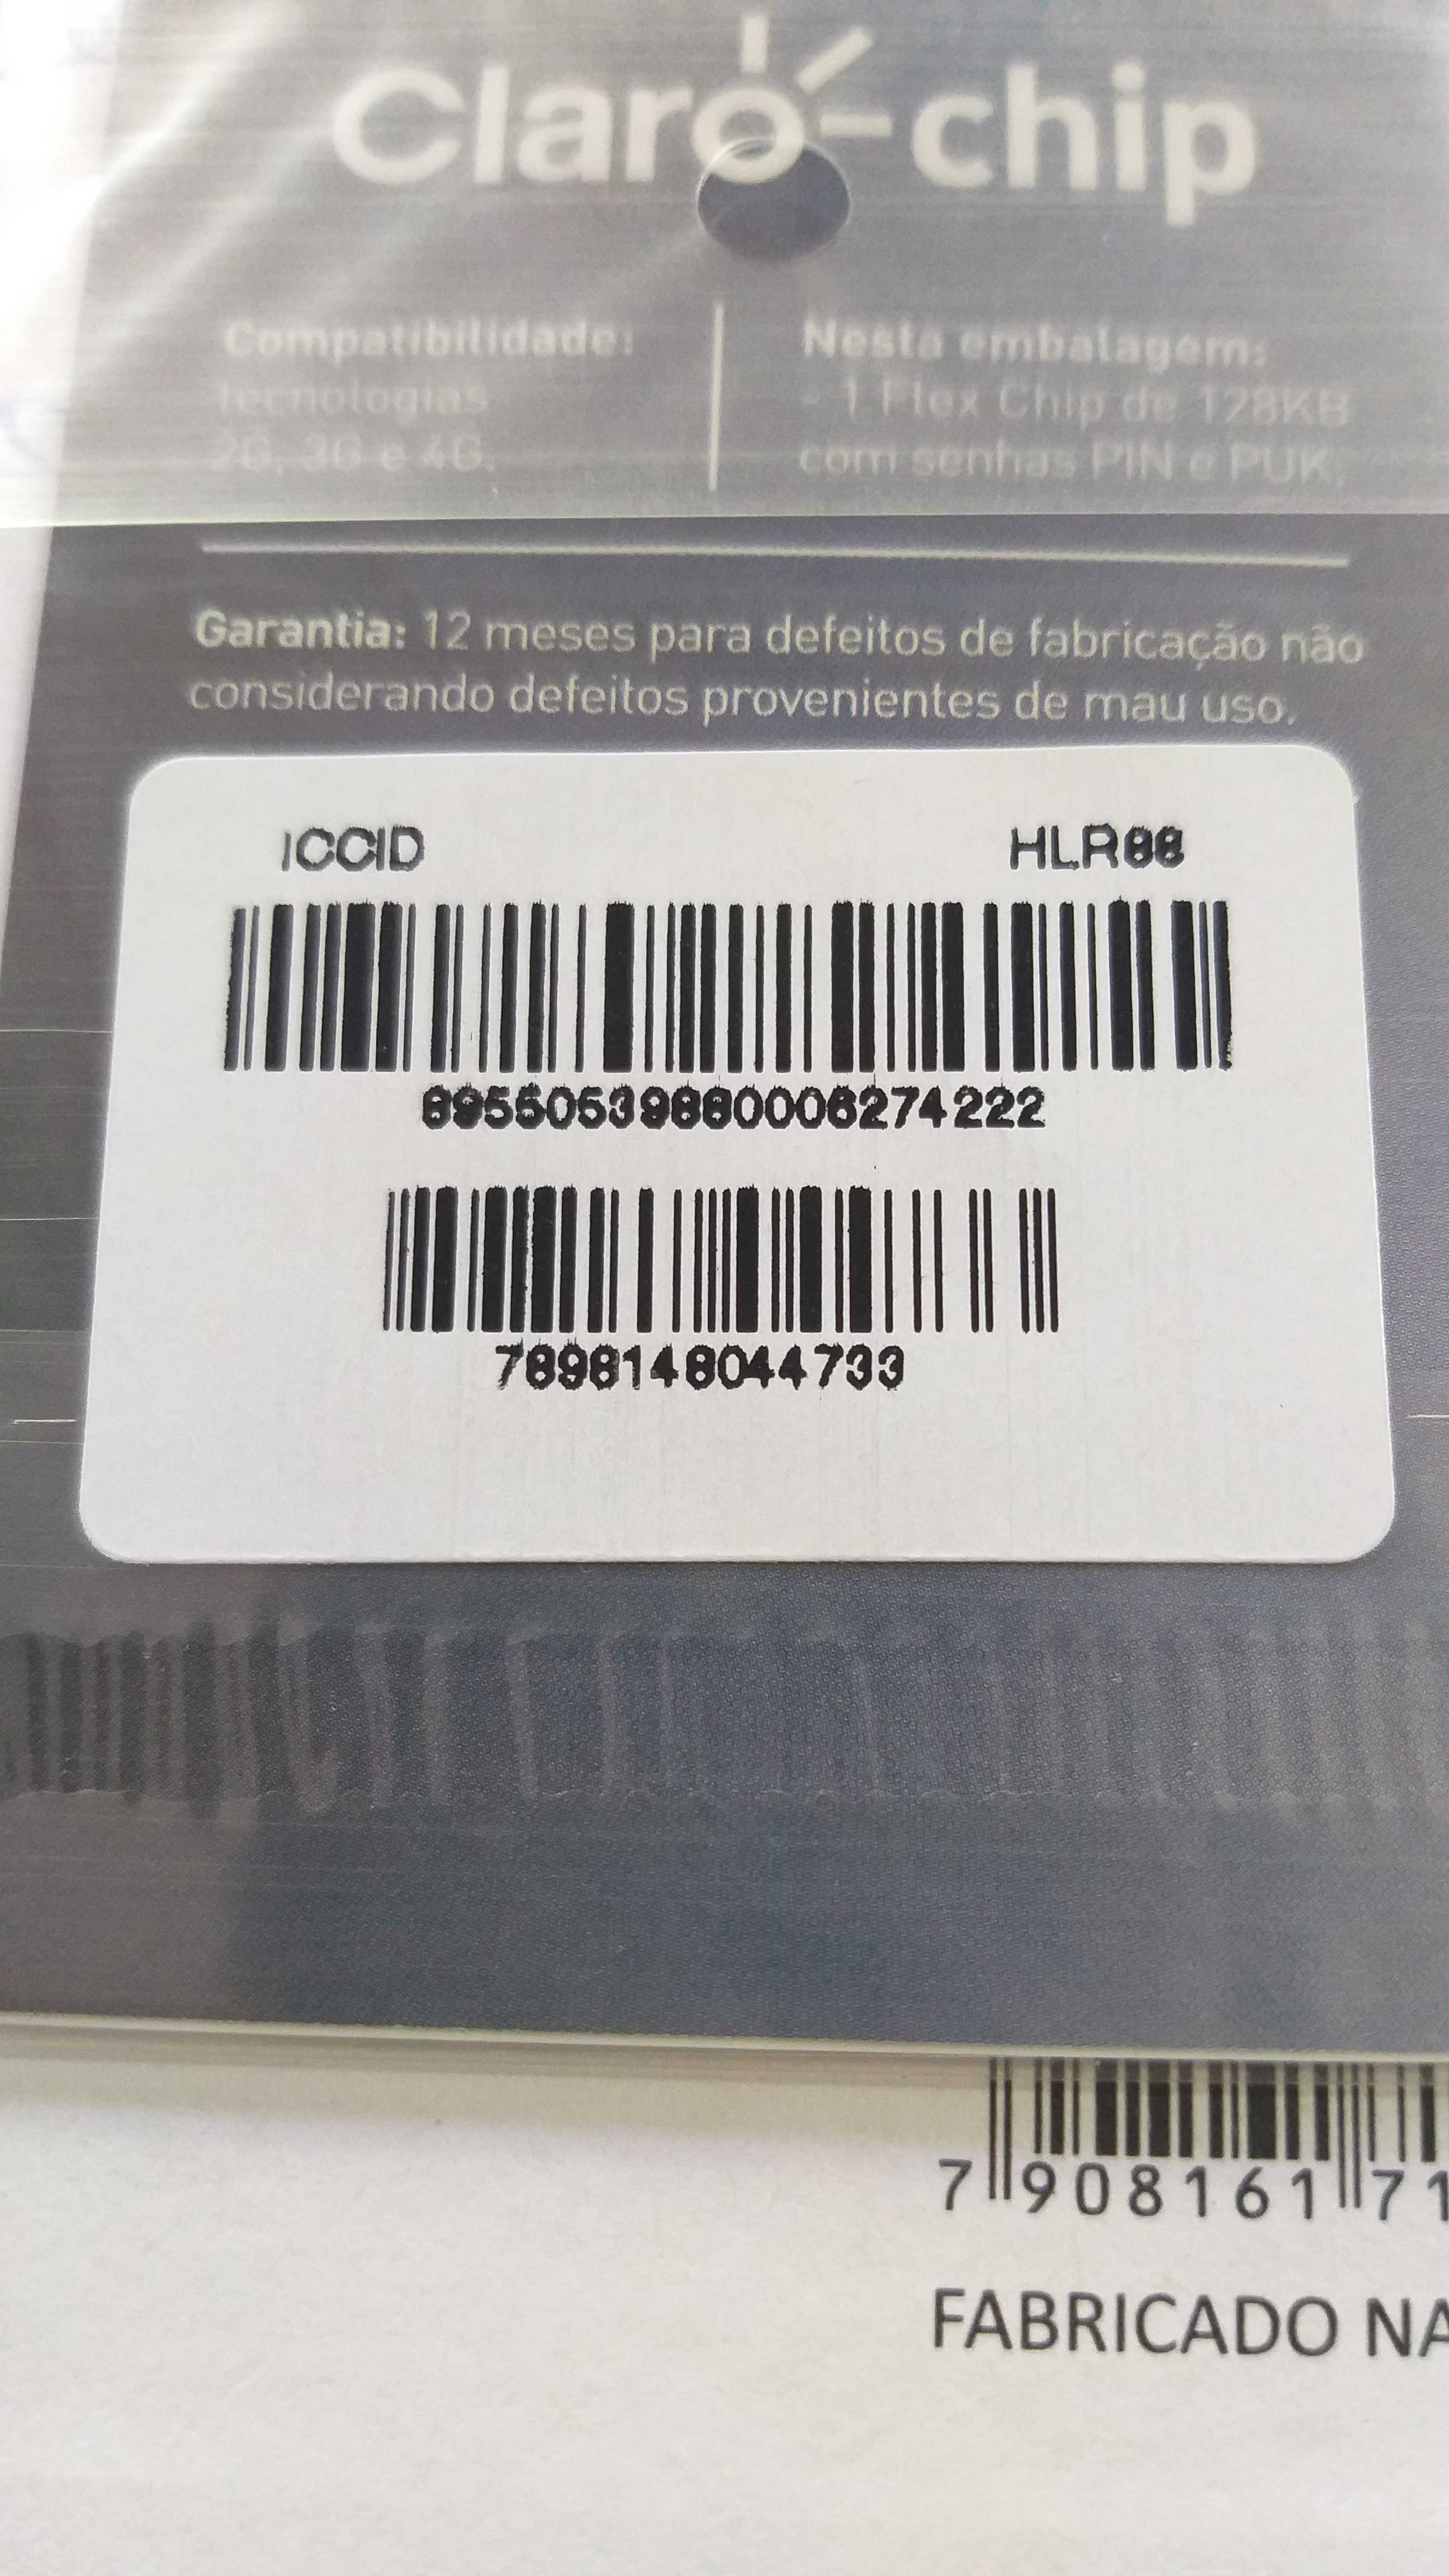 Claro-chip
Compatibilidade:
tecnologias
2G, 3G e 4G.
Nesta embalagem:
- 1 Flex Chip de 128KB
com senhas PIN e PUK.
Garantia: 12 meses para defeitos de fabricação não
considerando defeitos provenientes de mau uso.
ICCID HLR88
89550539880006274222
7898148044733
7 908161 71
FABRICADO NA